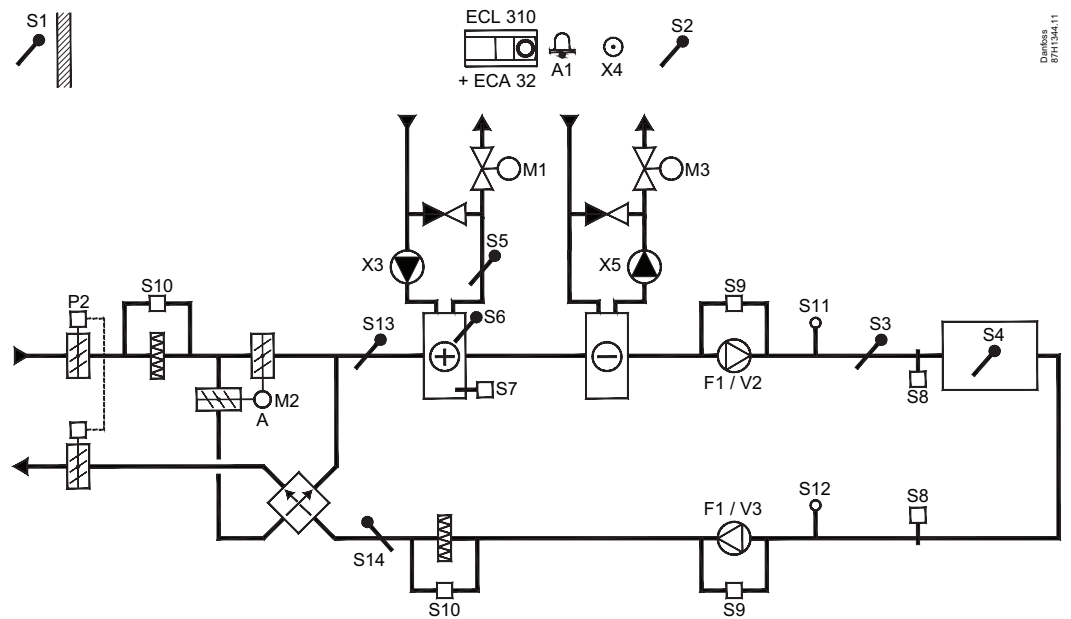 S1
ECL 310
+ ECA 32
A1
X4
S2
Danfoss
87H1344.11
M1
M3
X3
S5
X5
P2
S10
S13
S6
S9
S11
S3
S4
S7
F1 / V2
S8
M2
A
F1 / V3
S12
S8
S14
S10
S9